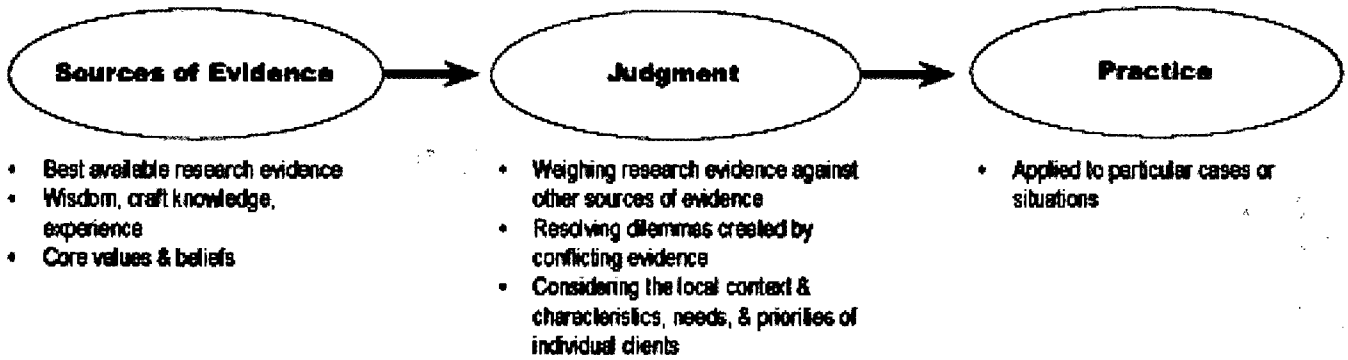 Sources of Evidence
Judgment
Practice
• Best available research evidence
• Wisdom, craft knowledge,
experience
• Core values & beliefs
• Weighing research evidence against
other sources of evidence
• Resolving dilemmas created by
conflicting evidence
• Considering the local context &
characteristics, needs, & priorities of
individual clients
• Applied to particular cases or
situations